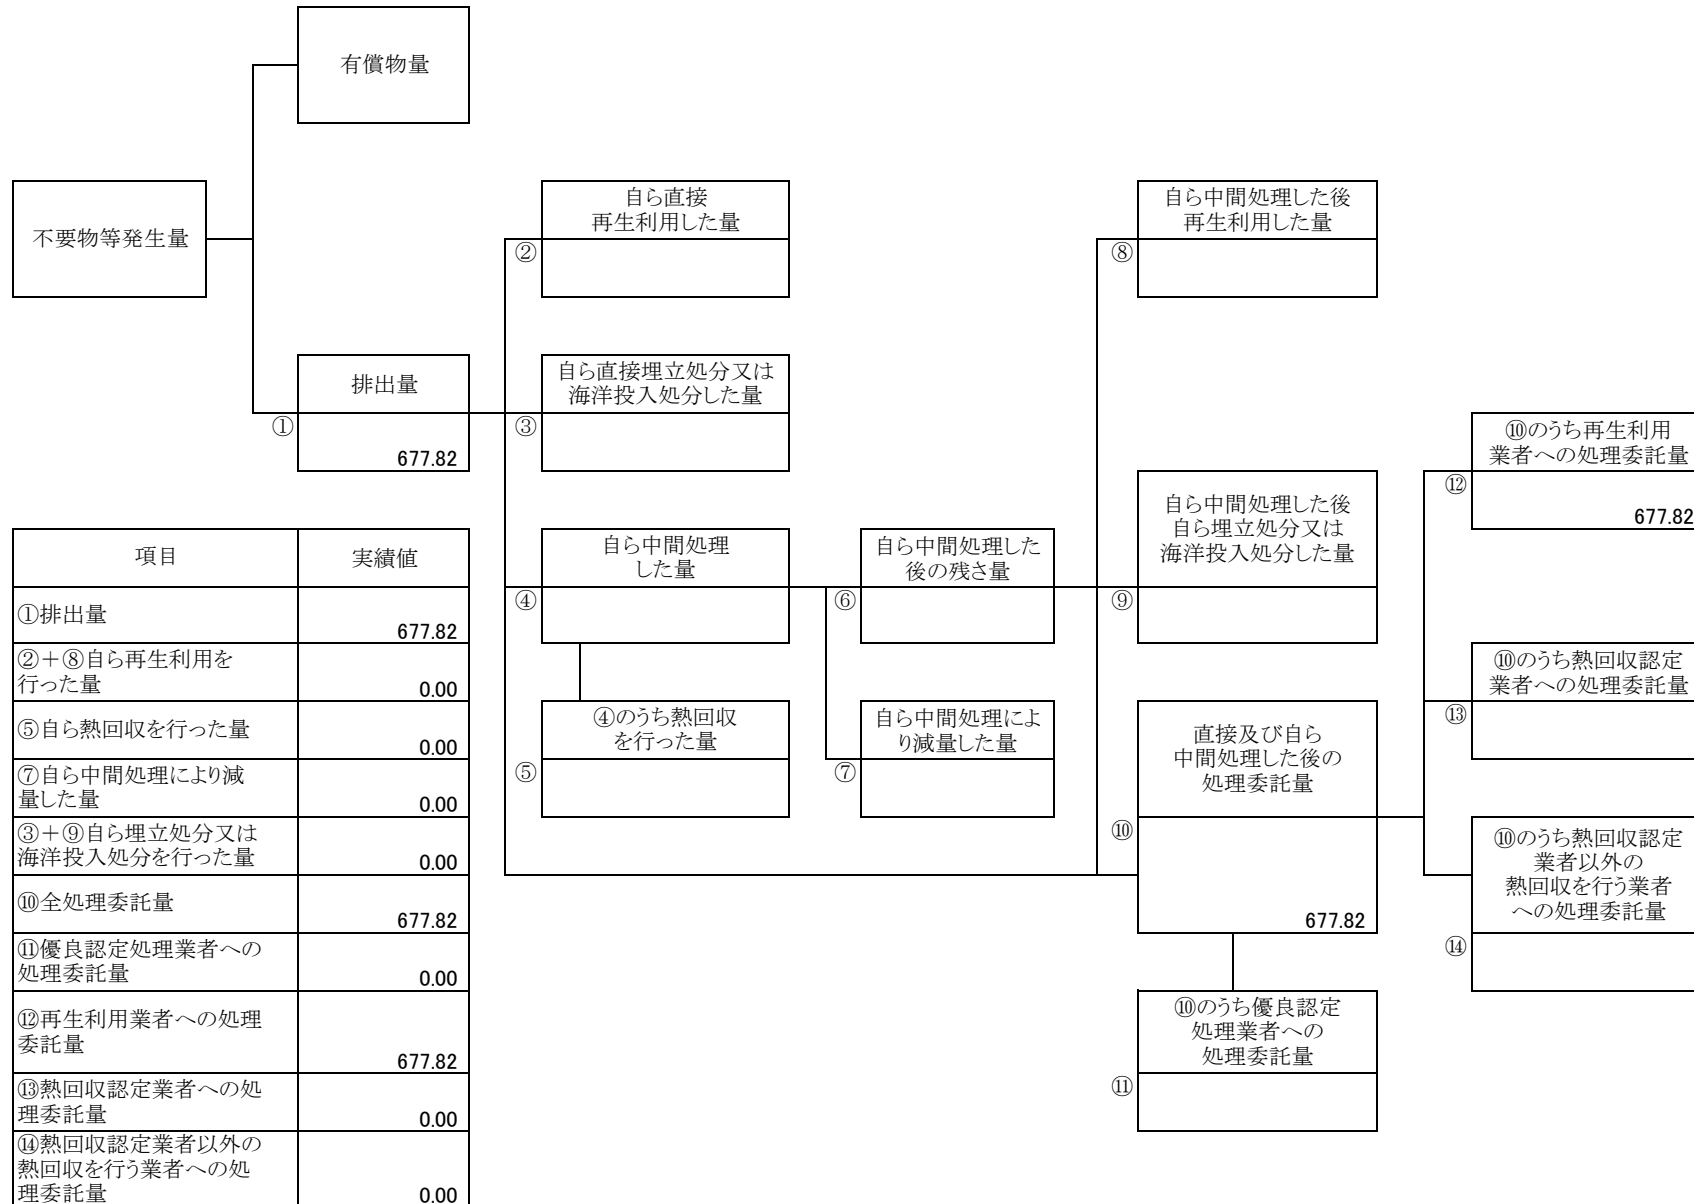 有償物量
不要物等発生量
自ら直接
再生利用した量
②
自ら中間処理した後
再生利用した量
⑧
排出量
①
677.82
自ら直接埋立処分又は
海洋投入処分した量
③
⑩のうち再生利用
業者への処理委託量
⑫
677.82
自ら中間処理した後
自ら埋立処分又は
海洋投入処分した量
⑨
自ら中間処理
した量
④
自ら中間処理した
後の残さ量
⑥
④のうち熱回収
を行った量
⑤
自ら中間処理によ
り減量した量
⑦
⑩のうち熱回収認定
業者への処理委託量
⑬
直接及び自ら
中間処理した後の
処理委託量
⑩
677.82
⑩のうち熱回収認定
業者以外の
熱回収を行う業者
への処理委託量
⑭
⑩のうち優良認定
処理業者への
処理委託量
⑪
項目
実績値
①排出量
677.82
②+⑧自ら再生利用を
行った量
0.00
⑤自ら熱回収を行った量
0.00
⑦自ら中間処理により減
量した量
0.00
③+⑨自ら埋立処分又は
海洋投入処分を行った量
0.00
⑩全処理委託量
677.82
⑪優良認定処理業者への
処理委託量
0.00
⑫再生利用業者への処理
委託量
677.82
⑬熱回収認定業者への処
理委託量
0.00
⑭熱回収認定業者以外の
熱回収を行う業者への処
理委託量
0.00